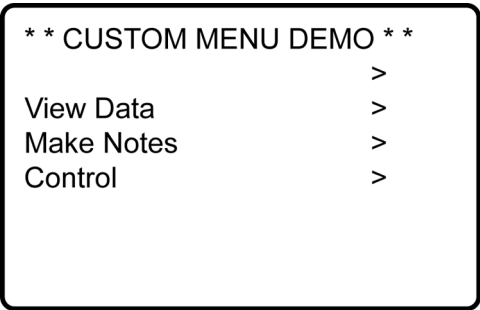 * * CUSTOM MENU DEMO * *
>
View Data >
Make Notes >
Control >